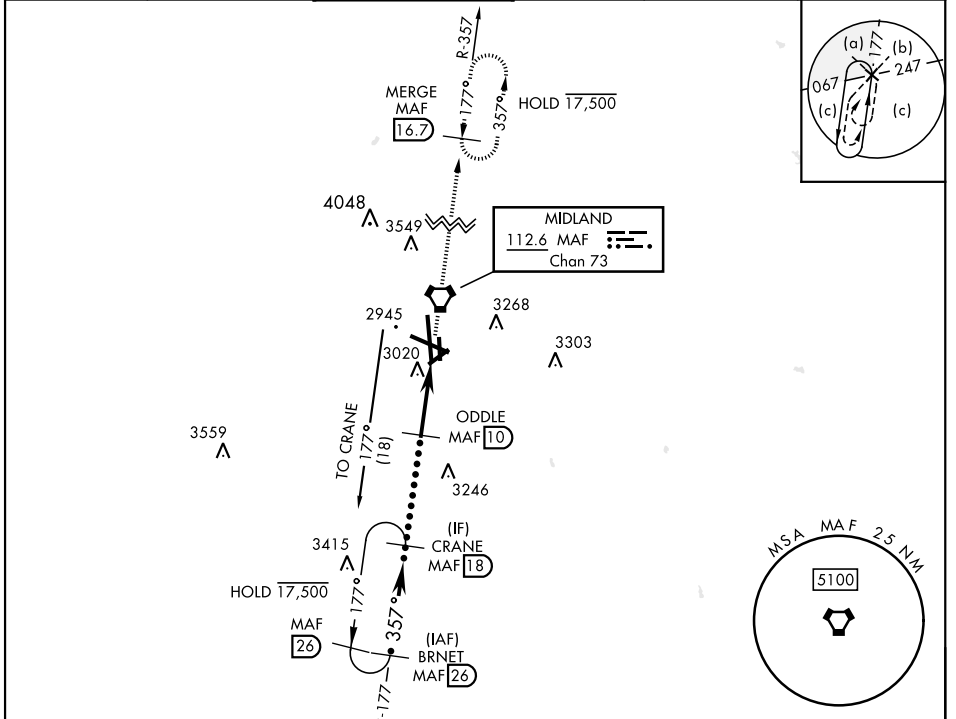 R-357
177°
357°
HOLD 17,500
MERGE
MAF
16.7
4048
3549
MIDLAND
112.6 MAF
Chan 73
2945
3020
3268
3303
TO CRANE
177°
(18)
ODDLE
MAF 10
3559
3246
3415
(IF)
CRANE
MAF 18
HOLD 17,500
177°
357°
MAF
26
(IAF)
BRNET
MAF 26
-177
(a)
177
(b)
067
247
(c)
(c)
MSA MAF 25 NM
5100